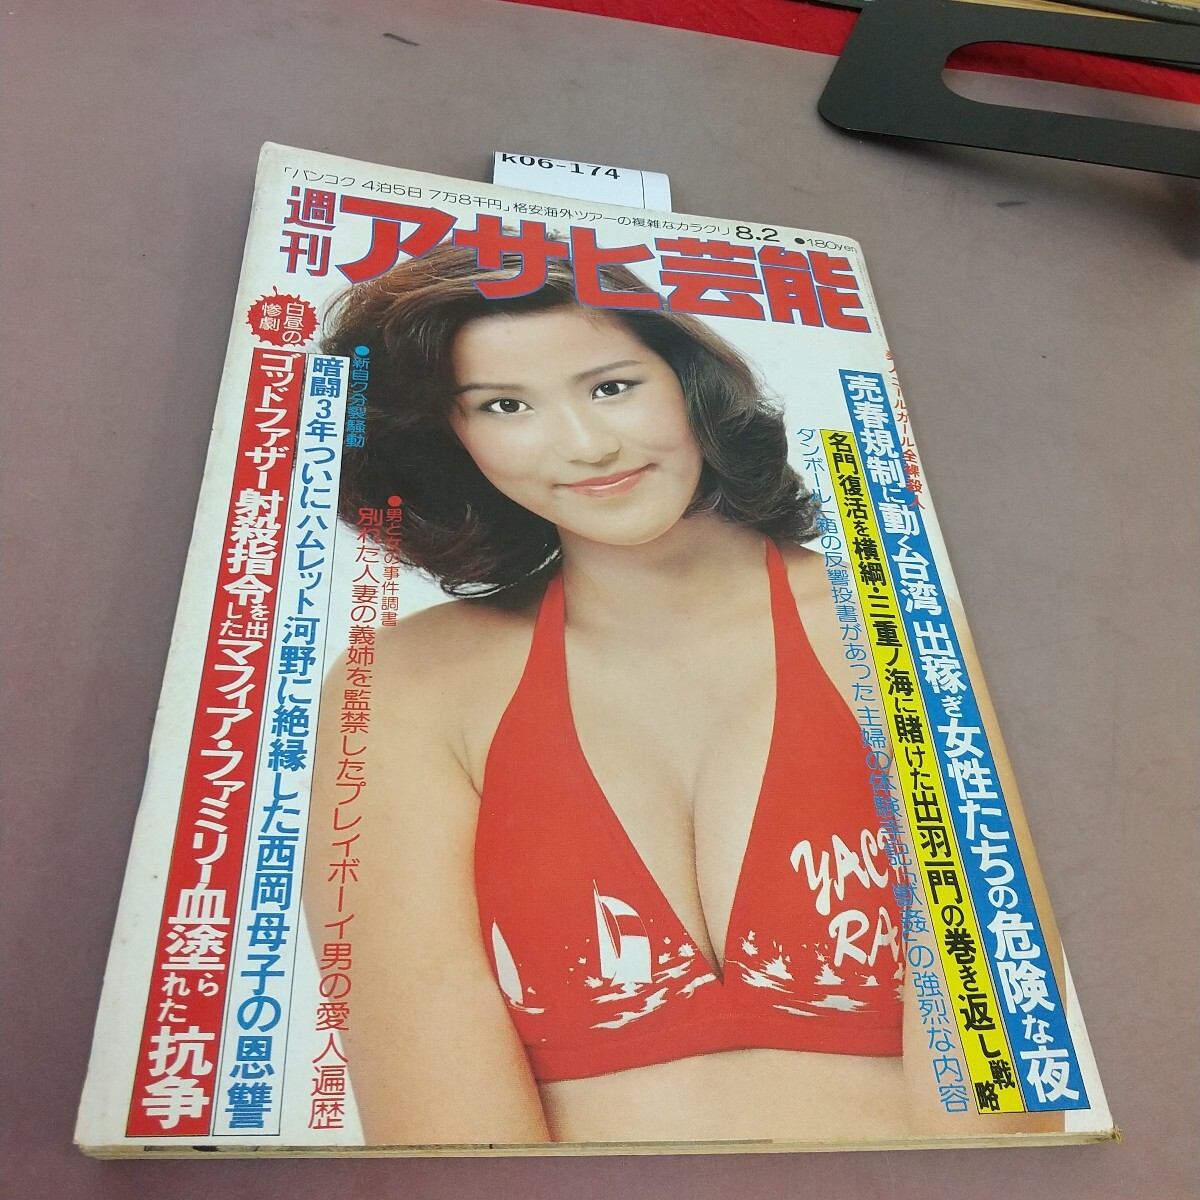 k06-174
「バンコク 4泊5日 7万8千円」格安海外ツアーの複雑なカラクリ
8.2 ●180yen
週刊アサヒ芸能
白昼の惨劇
ゴッドファザー射殺指令を出したマフィア・ファミリー血塗られた抗争
●新自ク分裂騒動
暗闘3年ついにハムレット河野に絶縁した西岡母子の恩讐
●男と女の事件調書
別れた人妻の義姉を監禁したプレイボーイ男の愛人遍歴
コールガール全裸殺人
売春規制に動く台湾 出稼ぎ女性たちの危険な夜
名門復活を横綱・三重ノ海に賭けた出羽一門の巻き返し戦略
ダンボール一箱の反響投書があった 主婦の体験手記"獣姦"の強烈な内容
YAC
RA